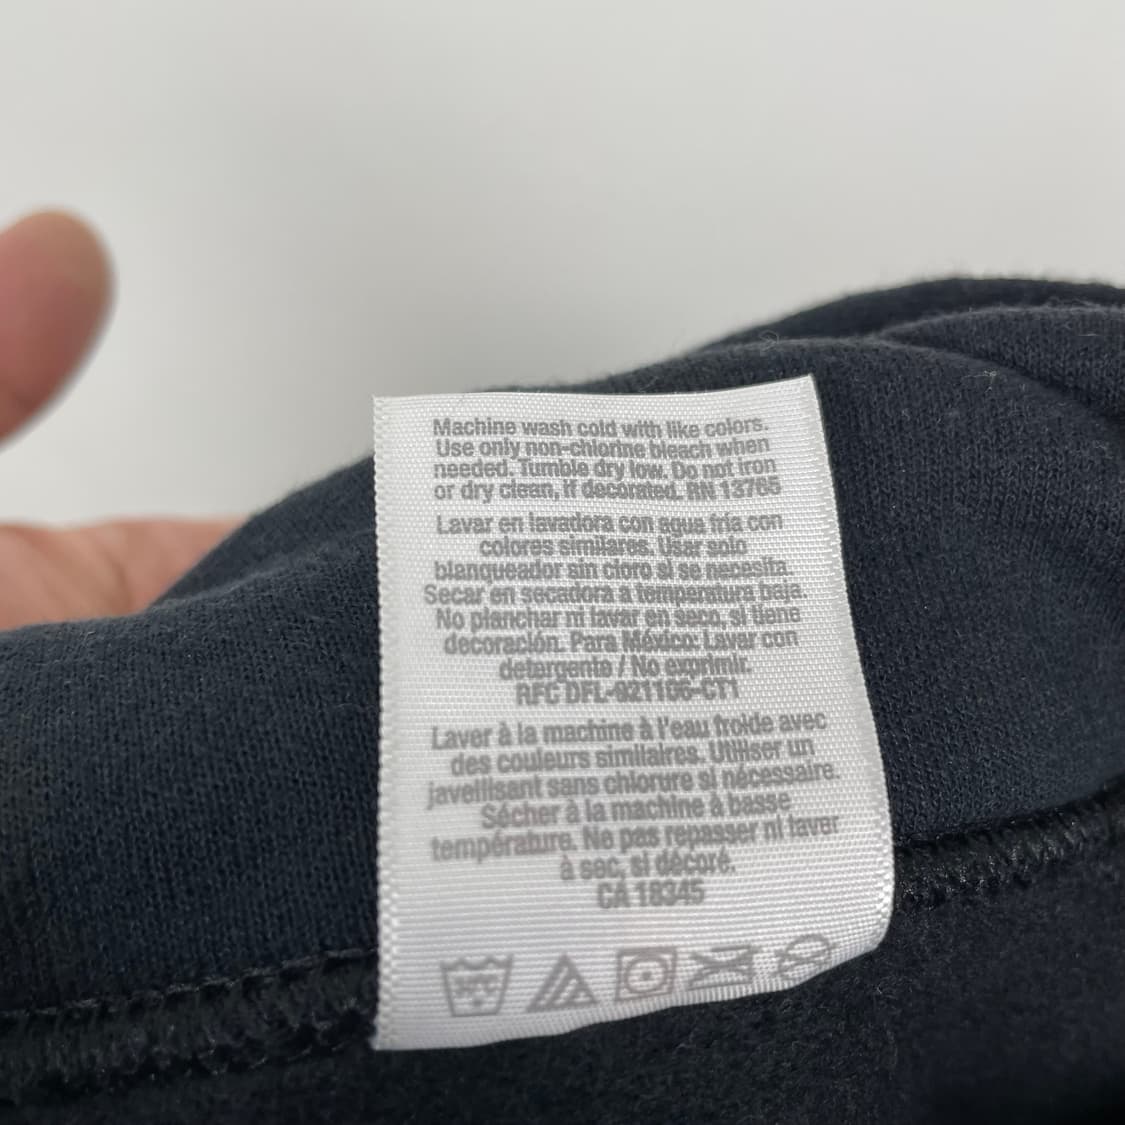 Machine wash cold with like colors.
Use only non-chlorine bleach when
needed. Tumble dry low. Do not iron
or dry clean, if decorated. RN 13765
Lavar en lavadora con agua fría con
colores similares. Usar solo
blanqueador sin cloro si se necesita.
Secar en secadora a temperatura baja.
No planchar ni lavar en seco, si tiene
decoración. Para México: Lavar con
detergente / No exprimir.
RFC DFL-921106-CT1
Laver à la machine à l'eau froide avec
des couleurs similaires. Utiliser un
javellisant sans chlorure si nécessaire.
Sécher à la machine à basse
température. Ne pas repasser ni laver
à sec, si décoré.
CA 18345